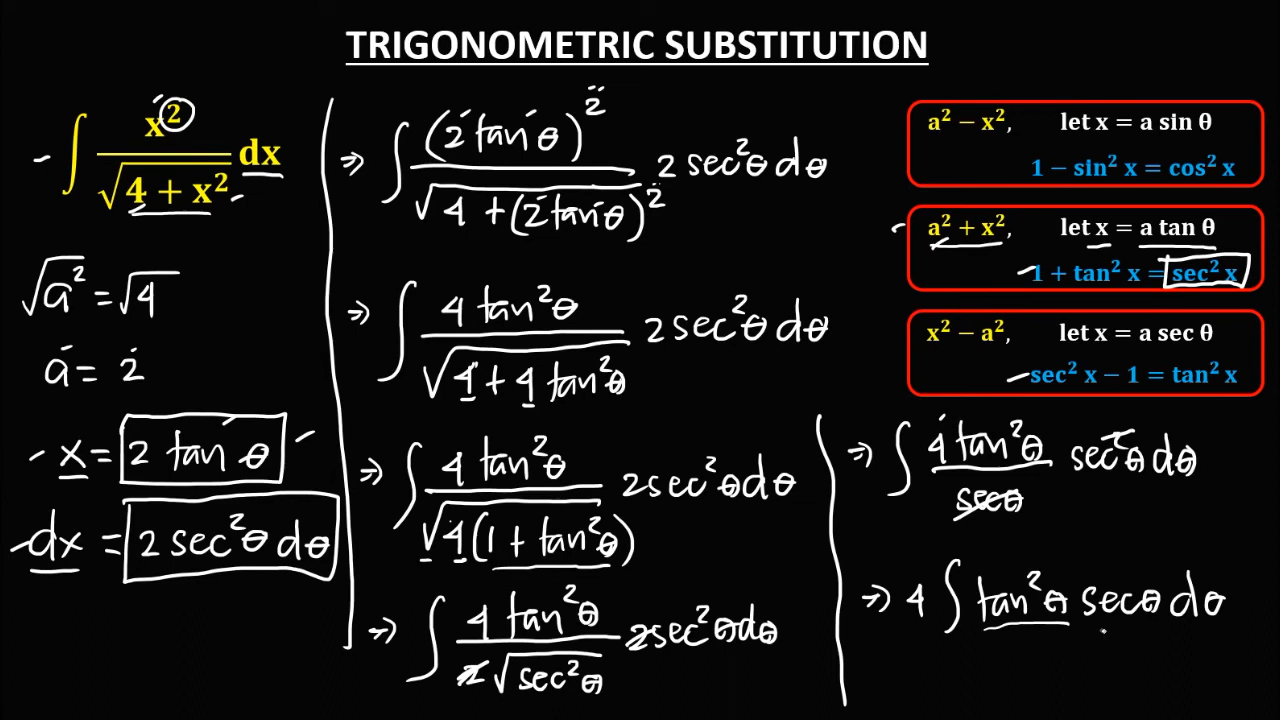 TRIGONOMETRIC SUBSTITUTION
∫ x² / √(4 + x²) dx
√a² = √4
a = 2
x = 2 tan θ
dx = 2 sec²θ dθ
⇒ ∫ (2 tan θ)² / √(4 + (2 tan θ)²) 2 sec²θ dθ
⇒ ∫ 4 tan²θ / √(4 + 4 tan²θ) 2 sec²θ dθ
⇒ ∫ 4 tan²θ / √(4(1 + tan²θ)) 2 sec²θ dθ
⇒ ∫ 4 tan²θ / 2√(sec²θ) 2 sec²θ dθ
a² − x², let x = a sin θ
1 − sin² x = cos² x
a² + x², let x = a tan θ
1 + tan² x = sec² x
x² − a², let x = a sec θ
sec² x − 1 = tan² x
⇒ ∫ 4 tan²θ / secθ sec²θ dθ
⇒ 4 ∫ tan²θ secθ dθ